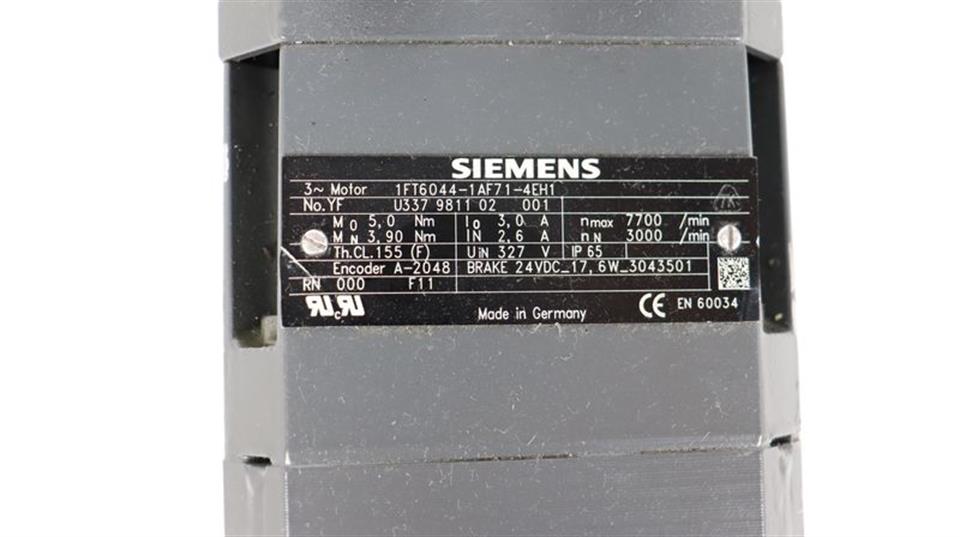 SIEMENS
3~ Motor 1FT6044-1AF71-4EH1
No.YF U337 9811 02 001
M0 5,0 Nm I0 3,0 A nmax 7700 /min
MN 3,90 Nm IN 2,6 A nN 3000 /min
Th.CL.155 (F) UiN 327 V IP 65
Encoder A-2048 BRAKE 24VDC_17,6W_3043501
RN 000 F11
Made in Germany CE EN 60034